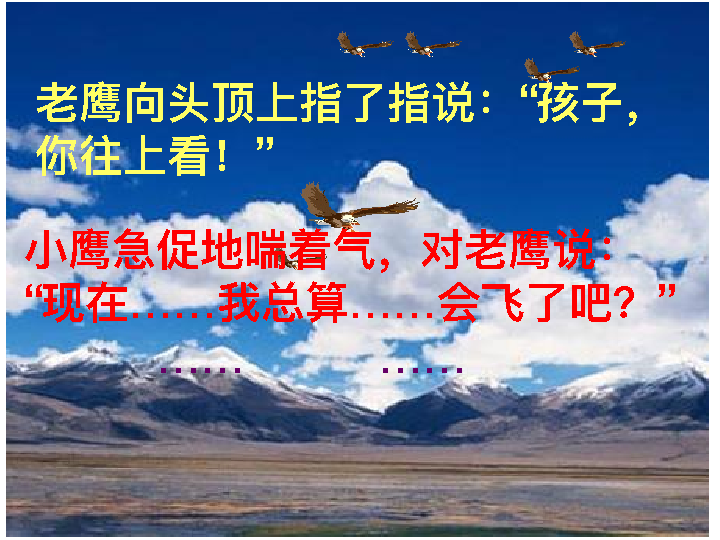 老鹰向头顶上指了指说：“孩子，
你往上看！”
小鹰急促地喘着气，对老鹰说：
“现在……我总算……会飞了吧？”
…… ……